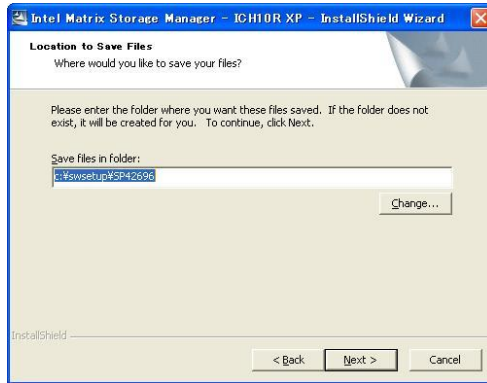 Intel Matrix Storage Manager - ICH10R XP - InstallShield Wizard
Location to Save Files
Where would you like to save your files?
Please enter the folder where you want these files saved.  If the folder does not
exist, it will be created for you.  To continue, click Next.
Save files in folder:
c:¥swsetup¥SP42696
Change...
InstallShield
< Back
Next >
Cancel